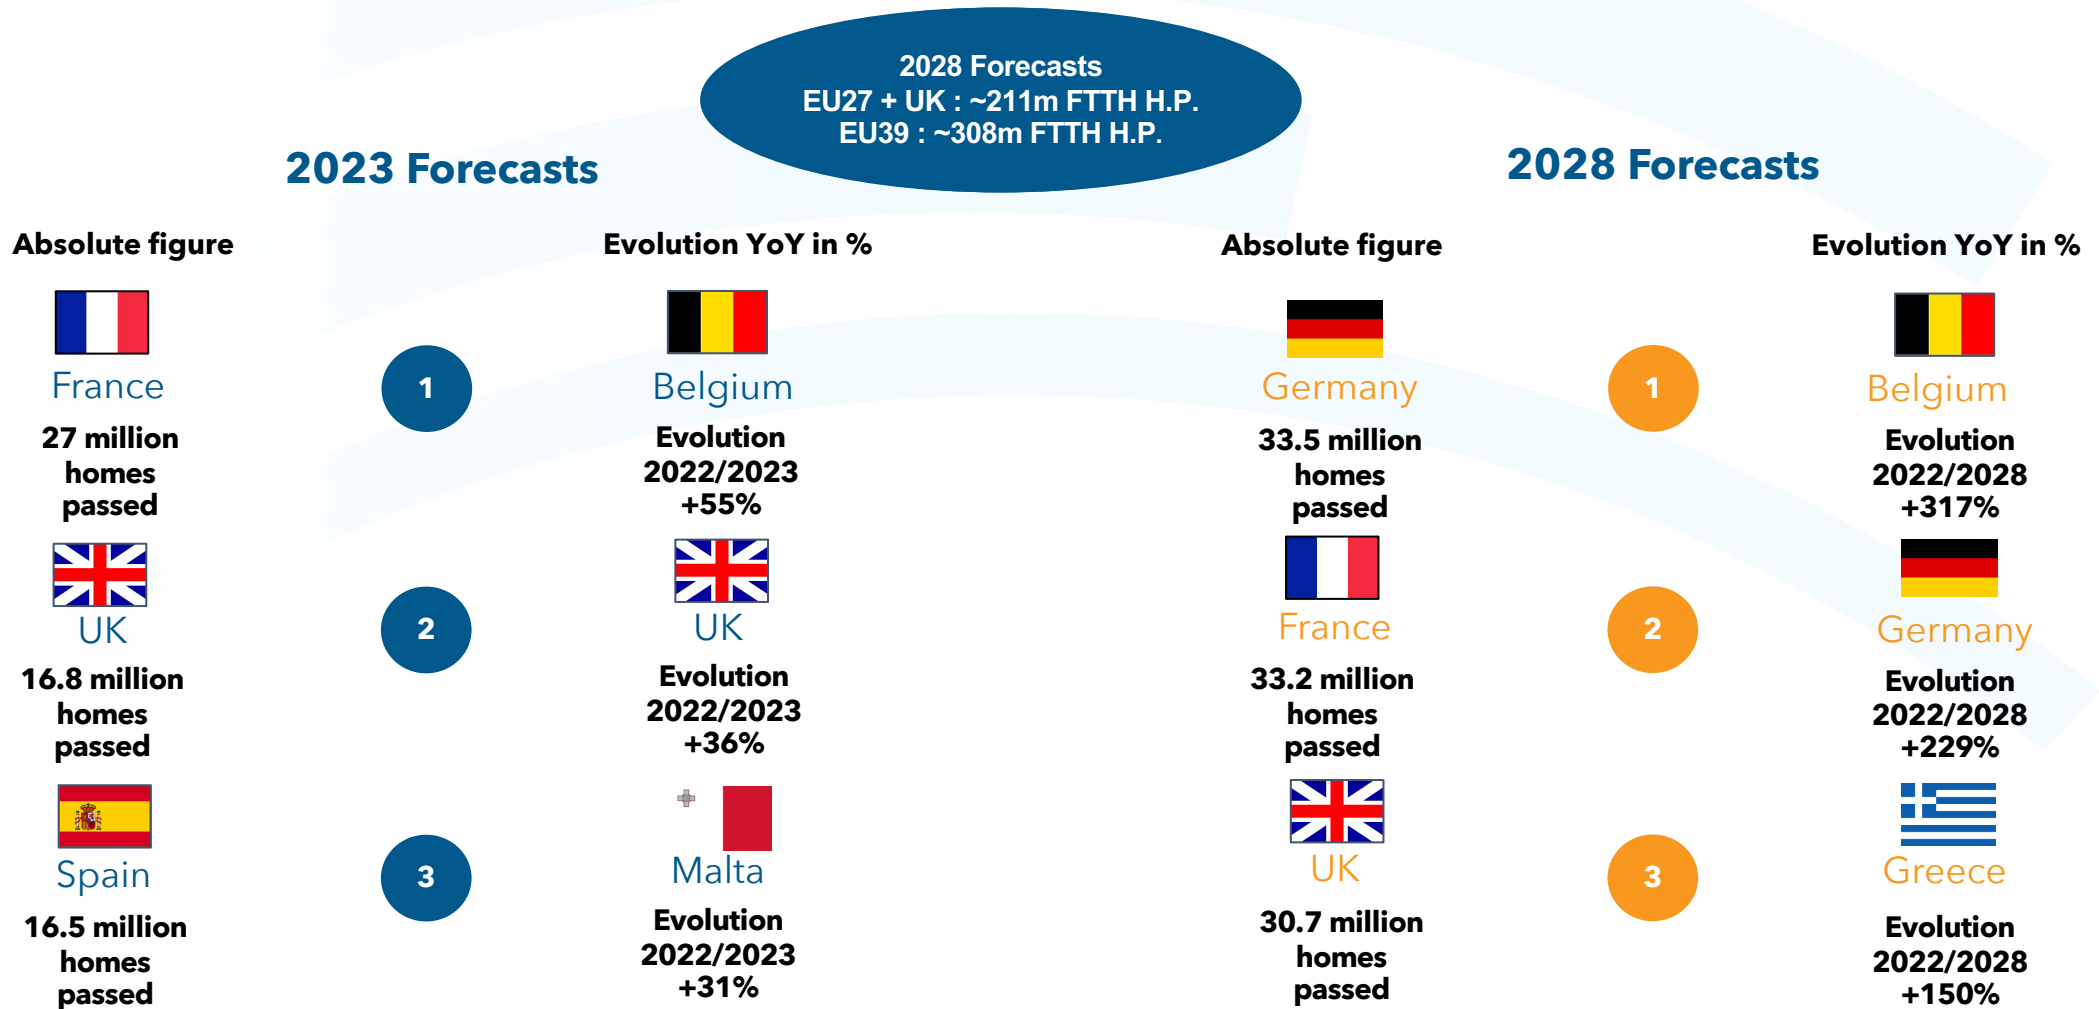 2028 Forecasts
EU27 + UK : ~211m FTTH H.P.
EU39 : ~308m FTTH H.P.
2023 Forecasts
Absolute figure
France
27 million
homes
passed
UK
16.8 million
homes
passed
Spain
16.5 million
homes
passed
1
2
3
Evolution YoY in %
Belgium
Evolution
2022/2023
+55%
UK
Evolution
2022/2023
+36%
Malta
Evolution
2022/2023
+31%
2028 Forecasts
Absolute figure
Germany
33.5 million
homes
passed
France
33.2 million
homes
passed
UK
30.7 million
homes
passed
1
2
3
Evolution YoY in %
Belgium
Evolution
2022/2028
+317%
Germany
Evolution
2022/2028
+229%
Greece
Evolution
2022/2028
+150%